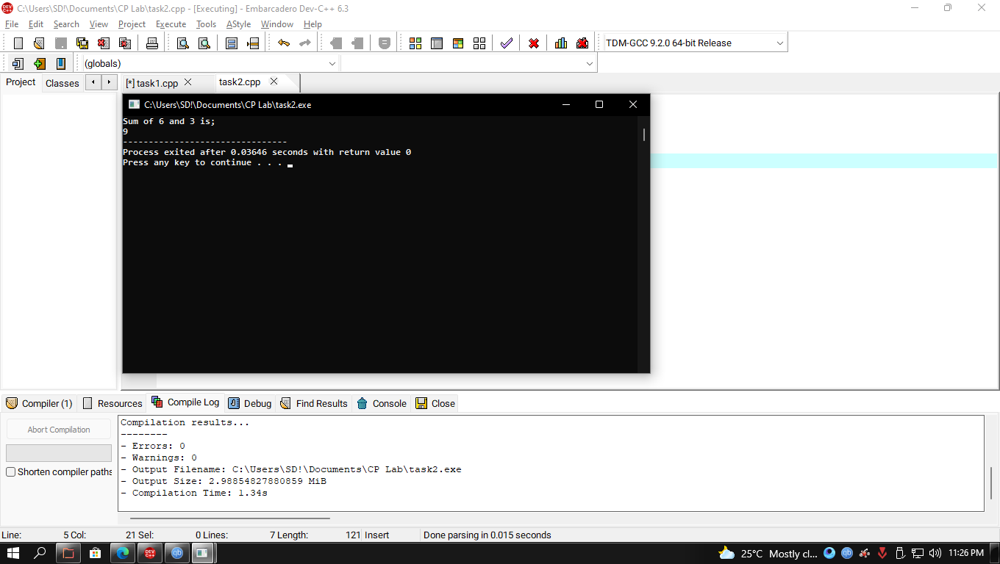 C:\Users\SD!\Documents\CP Lab\task2.cpp - [Executing] - Embarcadero Dev-C++ 6.3
File Edit Search View Project Execute Tools AStyle Window Help
TDM-GCC 9.2.0 64-bit Release
(globals)
Project Classes [*] task1.cpp task2.cpp
C:\Users\SD!\Documents\CP Lab\task2.exe
Sum of 6 and 3 is;
9
--------------------------------
Process exited after 0.03646 seconds with return value 0
Press any key to continue . . .
Compiler (1) Resources Compile Log Debug Find Results Console Close
Abort Compilation
Shorten compiler paths
Compilation results...
--------
- Errors: 0
- Warnings: 0
- Output Filename: C:\Users\SD!\Documents\CP Lab\task2.exe
- Output Size: 2.98854827880859 MiB
- Compilation Time: 1.34s
Line: 5 Col: 21 Sel: 0 Lines: 7 Length: 121 Insert Done parsing in 0.015 seconds
DEV C++ qb 25°C Mostly cl... qb 11:26 PM